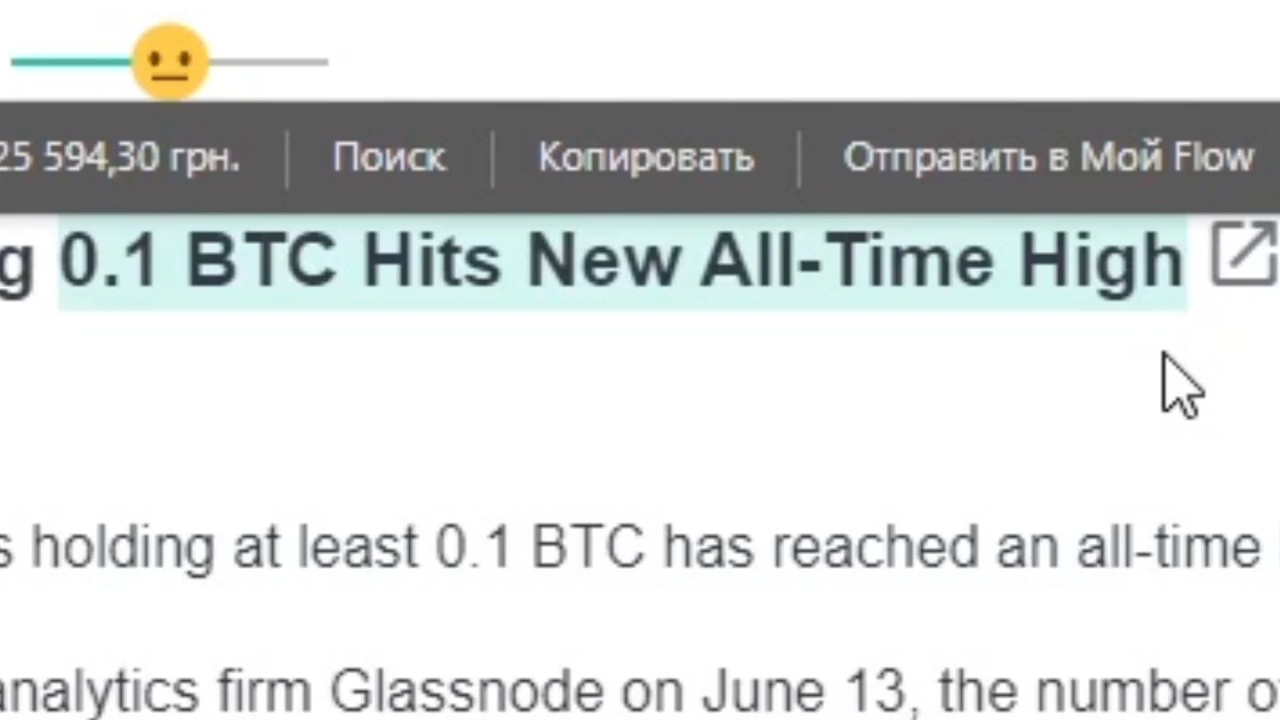 25 594,30 грн. Поиск Копировать Отправить в Мой Flow
g 0.1 BTC Hits New All-Time High
s holding at least 0.1 BTC has reached an all-time
analytics firm Glassnode on June 13, the number of